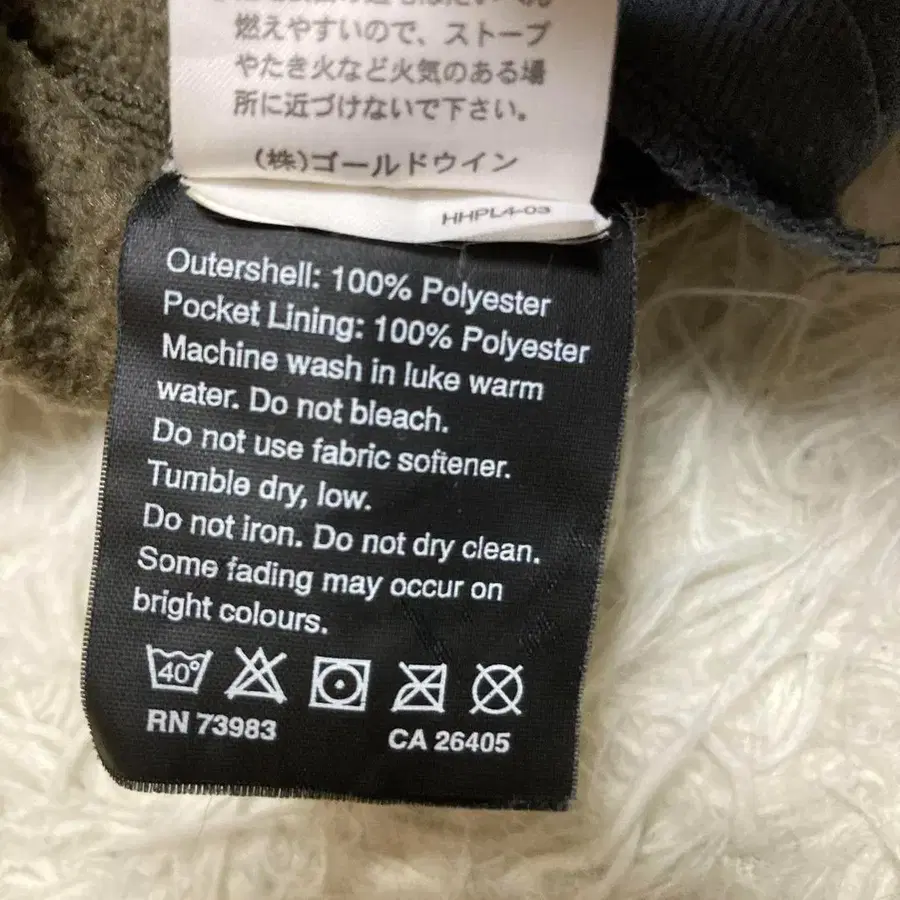 燃えやすいので、ストーブ
やたき火など火気のある場
所に近づけないで下さい。
(株)ゴールドウイン
HHPL4-03
Outershell: 100% Polyester
Pocket Lining: 100% Polyester
Machine wash in luke warm
water. Do not bleach.
Do not use fabric softener.
Tumble dry, low.
Do not iron. Do not dry clean.
Some fading may occur on
bright colours.
40°
RN 73983
CA 26405